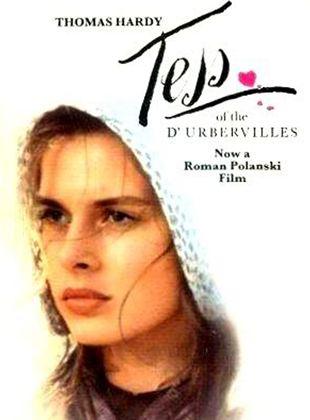 THOMAS HARDY
Tess
of the
D'URBERVILLES
Now a
Roman Polanski
Film